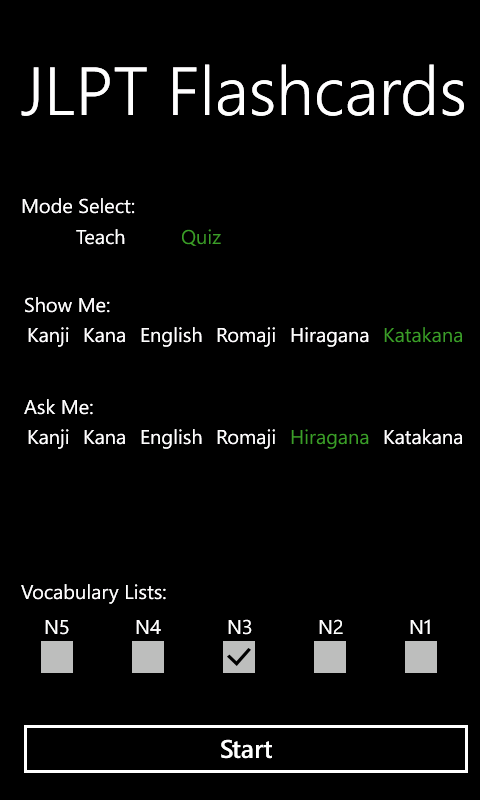 JLPT Flashcards
Mode Select:
Teach Quiz
Show Me:
Kanji Kana English Romaji Hiragana Katakana
Ask Me:
Kanji Kana English Romaji Hiragana Katakana
Vocabulary Lists:
N5 N4 N3 N2 N1
Start